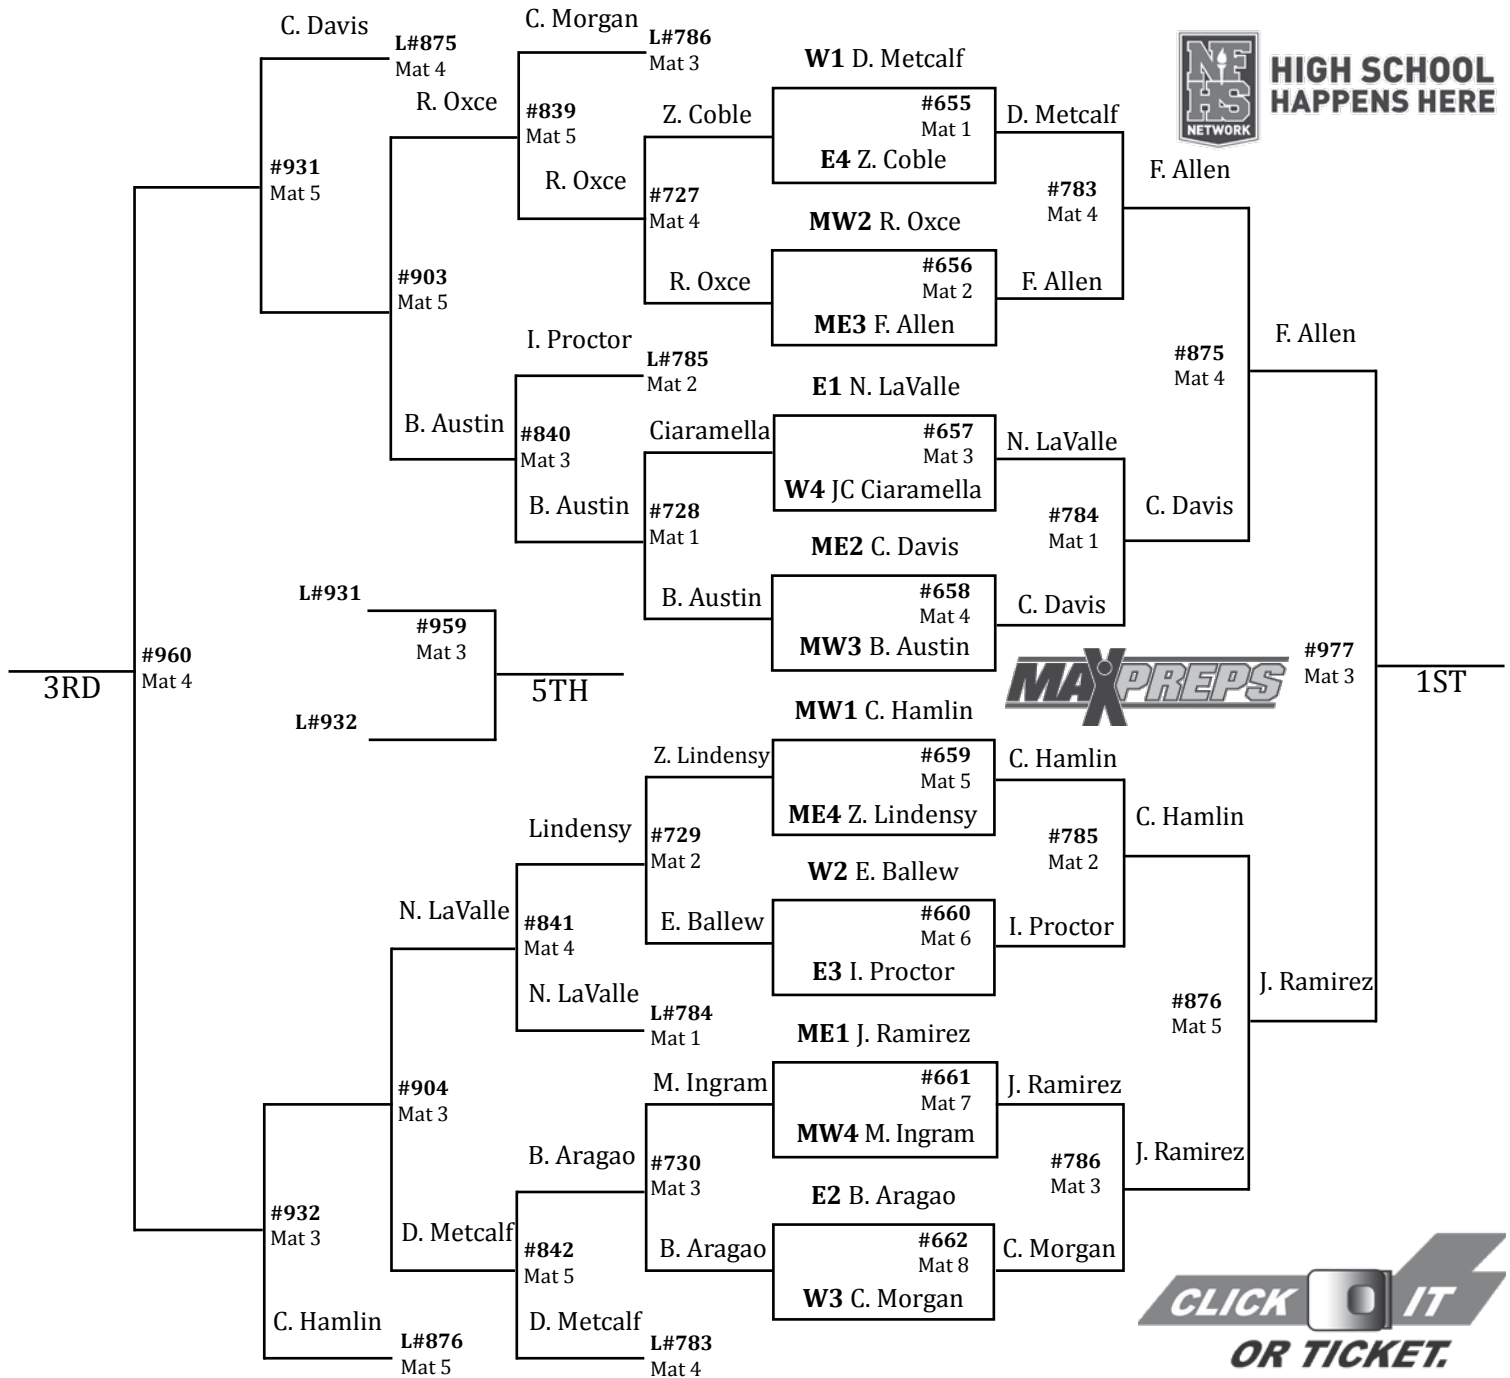 C. Davis
L#875
Mat 4
C. Morgan
L#786
Mat 3
W1 D. Metcalf
NFHS
NETWORK
HIGH SCHOOL
HAPPENS HERE
R. Oxce
#839
Mat 5
Z. Coble
#655
Mat 1
D. Metcalf
E4 Z. Coble
F. Allen
#931
Mat 5
R. Oxce
#727
Mat 4
#783
Mat 4
MW2 R. Oxce
#903
Mat 5
R. Oxce
#656
Mat 2
F. Allen
ME3 F. Allen
I. Proctor
L#785
Mat 2
F. Allen
#875
Mat 4
E1 N. LaValle
B. Austin
#840
Mat 3
Ciaramella
#657
Mat 3
N. LaValle
W4 JC Ciaramella
B. Austin
#728
Mat 1
#784
Mat 1
C. Davis
ME2 C. Davis
L#931
B. Austin
#658
Mat 4
C. Davis
#959
Mat 3
MW3 B. Austin
#960
Mat 4
3RD
5TH
MAXPREPS
#977
Mat 3
1ST
L#932
MW1 C. Hamlin
Z. Lindensy
#659
Mat 5
C. Hamlin
ME4 Z. Lindensy
Lindensy
#729
Mat 2
#785
Mat 2
C. Hamlin
W2 E. Ballew
N. LaValle
#841
Mat 4
E. Ballew
#660
Mat 6
I. Proctor
E3 I. Proctor
N. LaValle
L#784
Mat 1
J. Ramirez
#876
Mat 5
ME1 J. Ramirez
#904
Mat 3
M. Ingram
#661
Mat 7
J. Ramirez
MW4 M. Ingram
B. Aragao
#730
Mat 3
#786
Mat 3
J. Ramirez
E2 B. Aragao
#932
Mat 3
D. Metcalf
#842
Mat 5
B. Aragao
#662
Mat 8
C. Morgan
W3 C. Morgan
C. Hamlin
L#876
Mat 5
D. Metcalf
L#783
Mat 4
CLICK IT
OR TICKET.